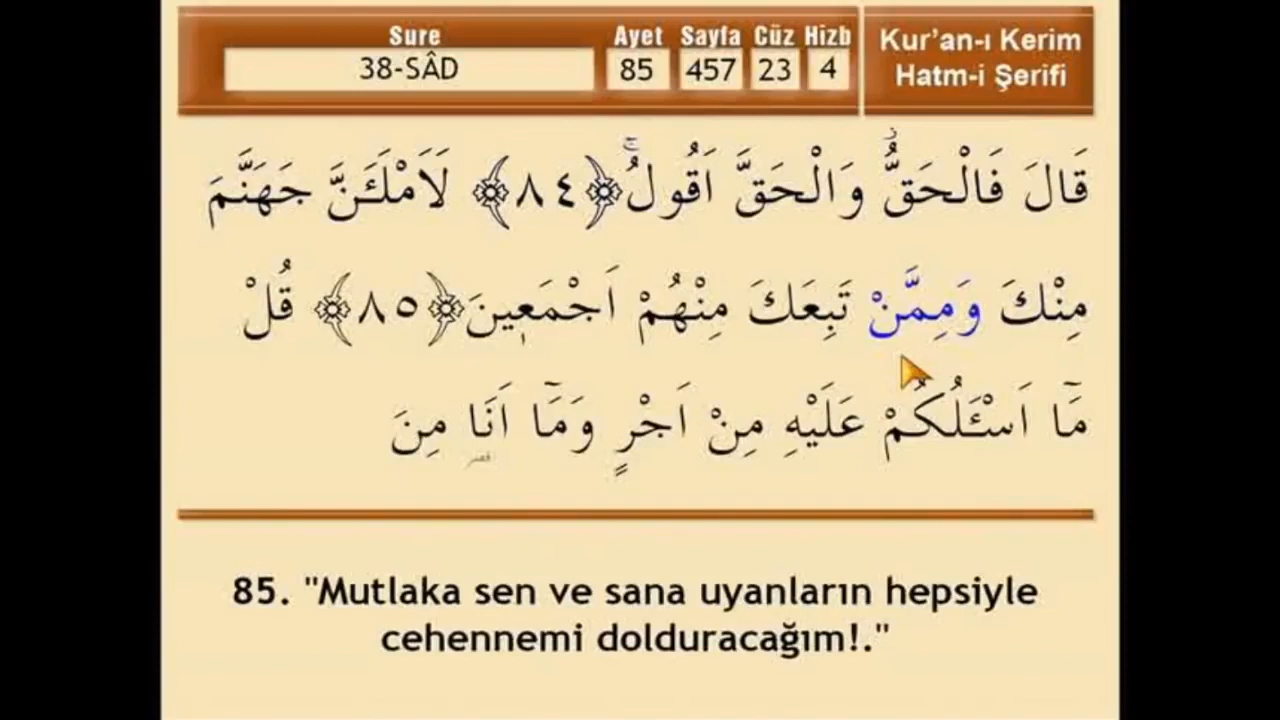 Sure Ayet Sayfa Cüz Hizb
38-SÂD 85 457 23 4
Kur'an-ı Kerim
Hatm-i Şerifi
قَالَ فَالْحَقُّۘ وَالْحَقَّ اَقُولُۚ ﴿٨٤﴾ لَاَمْلَـَٔنَّ جَهَنَّمَ
مِنْكَ وَمِمَّنْ تَبِعَكَ مِنْهُمْ اَجْمَع۪ينَ ﴿٨٥﴾ قُلْ
مَٓا اَسْـَٔلُكُمْ عَلَيْهِ مِنْ اَجْرٍ وَمَٓا اَنَا۬ مِنَ
قصر
85. "Mutlaka sen ve sana uyanların hepsiyle
cehennemi dolduracağım!."